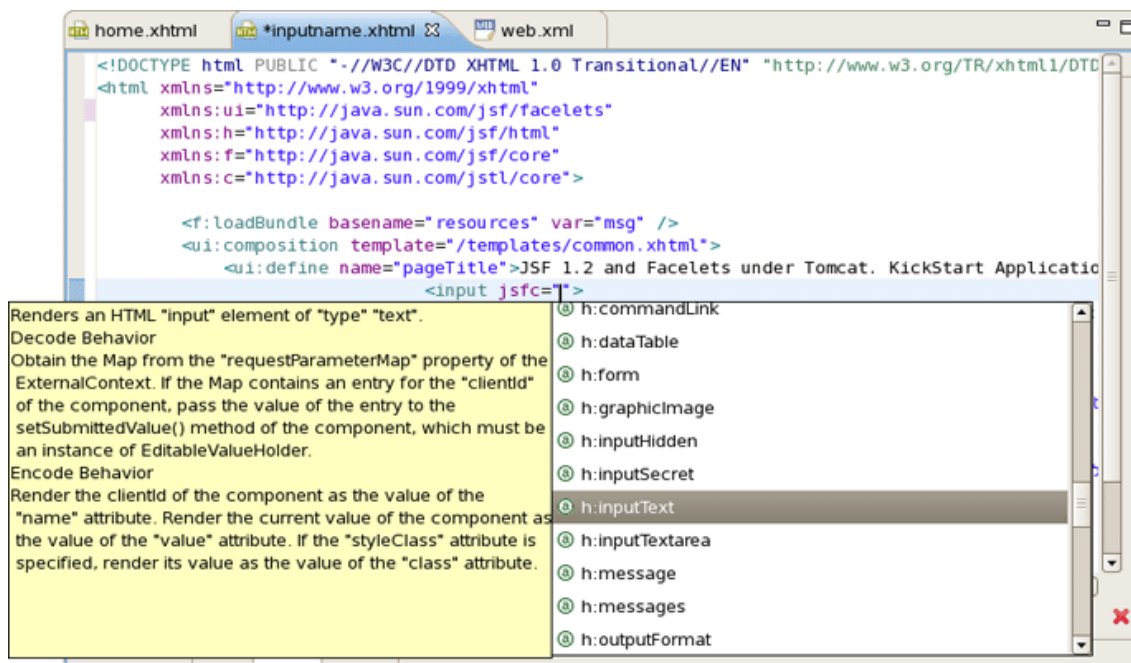 home.xhtml
*inputname.xhtml
web.xml
<!DOCTYPE html PUBLIC "-//W3C//DTD XHTML 1.0 Transitional//EN" "http://www.w3.org/TR/xhtml1/DTD
<html xmlns="http://www.w3.org/1999/xhtml"
xmlns:ui="http://java.sun.com/jsf/facelets"
xmlns:h="http://java.sun.com/jsf/html"
xmlns:f="http://java.sun.com/jsf/core"
xmlns:c="http://java.sun.com/jstl/core">
<f:loadBundle basename="resources" var="msg" />
<ui:composition template="/templates/common.xhtml">
<ui:define name="pageTitle">JSF 1.2 and Facelets under Tomcat. KickStart Applicatio
<input jsfc="">
Renders an HTML "input" element of "type" "text".
Decode Behavior
Obtain the Map from the "requestParameterMap" property of the
ExternalContext. If the Map contains an entry for the "clientId"
of the component, pass the value of the entry to the
setSubmittedValue() method of the component, which must be
an instance of EditableValueHolder.
Encode Behavior
Render the clientId of the component as the value of the
"name" attribute. Render the current value of the component as
the value of the "value" attribute. If the "styleClass" attribute is
specified, render its value as the value of the "class" attribute.
h:commandLink
h:dataTable
h:form
h:graphicImage
h:inputHidden
h:inputSecret
h:inputText
h:inputTextarea
h:message
h:messages
h:outputFormat